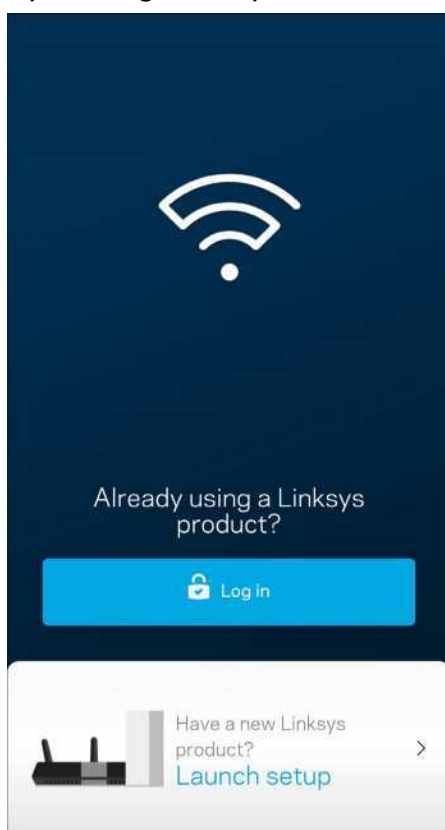 Already using a Linksys
product?
Log in
Have a new Linksys
product?
Launch setup